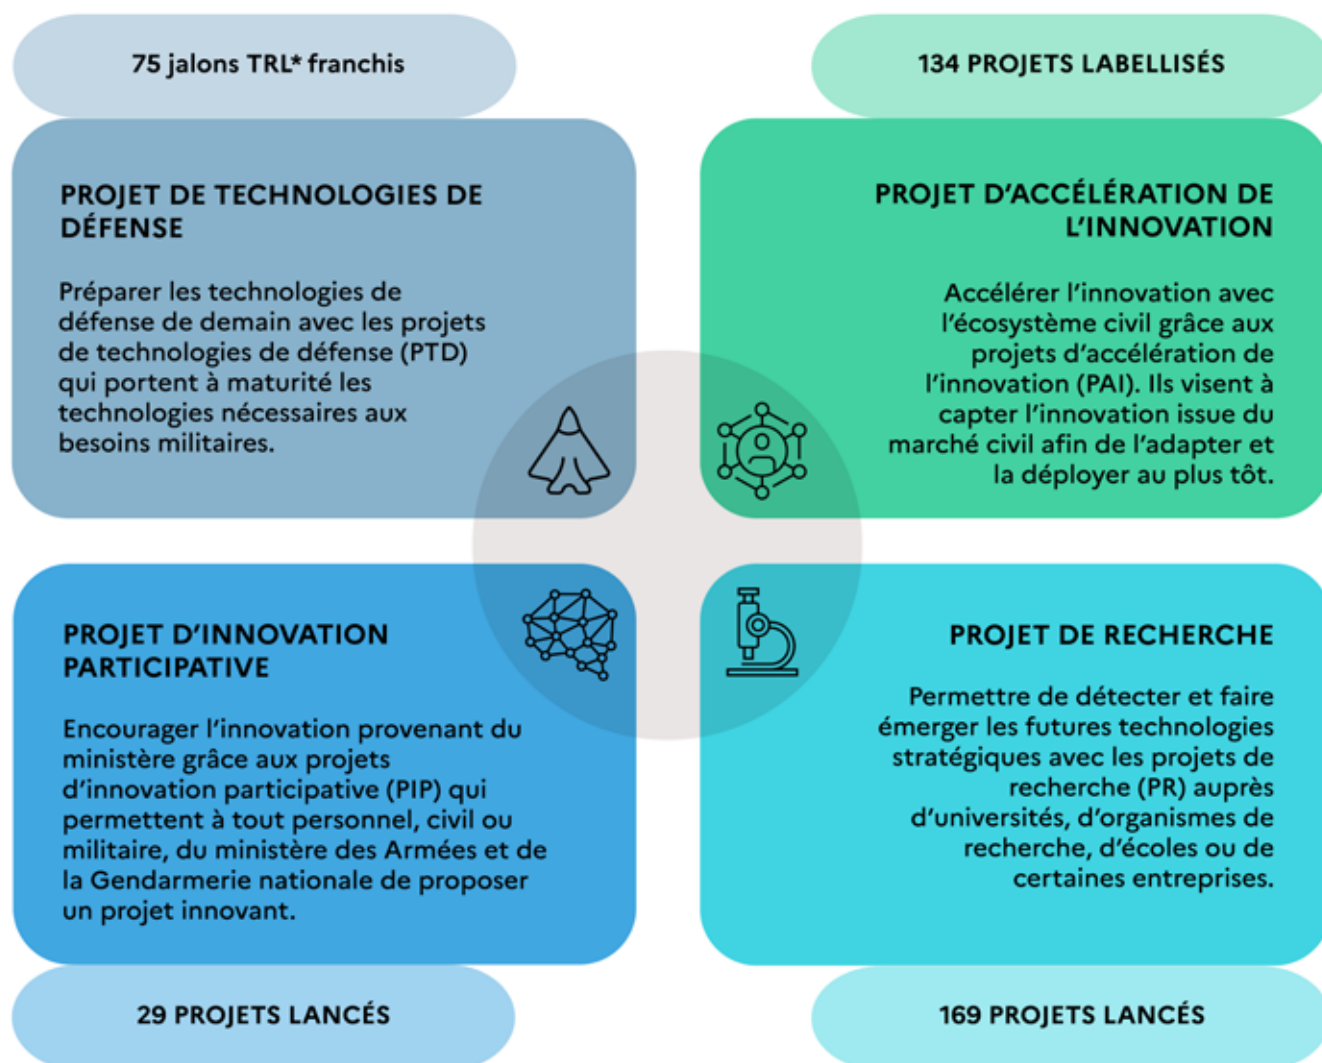 75 jalons TRL* franchis
PROJET DE TECHNOLOGIES DE
DÉFENSE
Préparer les technologies de
défense de demain avec les projets
de technologies de défense (PTD)
qui portent à maturité les
technologies nécessaires aux
besoins militaires.
134 PROJETS LABELLISÉS
PROJET D’ACCÉLÉRATION DE
L’INNOVATION
Accélérer l’innovation avec
l’écosystème civil grâce aux
projets d’accélération de
l’innovation (PAI). Ils visent à
capter l’innovation issue du
marché civil afin de l’adapter et
la déployer au plus tôt.
PROJET D’INNOVATION
PARTICIPATIVE
Encourager l’innovation provenant du
ministère grâce aux projets
d’innovation participative (PIP) qui
permettent à tout personnel, civil ou
militaire, du ministère des Armées et de
la Gendarmerie nationale de proposer
un projet innovant.
29 PROJETS LANCÉS
PROJET DE RECHERCHE
Permettre de détecter et faire
émerger les futures technologies
stratégiques avec les projets de
recherche (PR) auprès
d’universités, d’organismes de
recherche, d’écoles ou de
certaines entreprises.
169 PROJETS LANCÉS